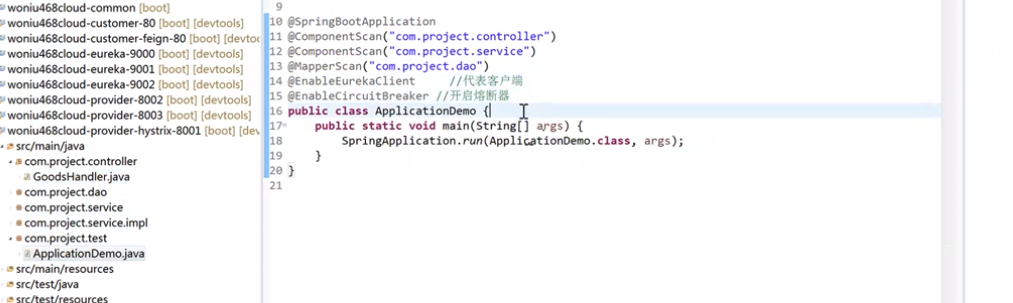 woniu468cloud-common [boot]
woniu468cloud-customer-80 [boot] [devtools]
woniu468cloud-customer-feign-80 [boot] [devtoo
woniu468cloud-eureka-9000 [boot] [devtools]
woniu468cloud-eureka-9001 [boot] [devtools]
woniu468cloud-eureka-9002 [boot] [devtools]
woniu468cloud-provider-8002 [boot] [devtools]
woniu468cloud-provider-8003 [boot] [devtools]
woniu468cloud-provider-hystrix-8001 [boot] [dev
src/main/java
com.project.controller
GoodsHandler.java
com.project.dao
com.project.service
com.project.service.impl
com.project.test
ApplicationDemo.java
src/main/resources
src/test/java
src/test/resources
9
10 @SpringBootApplication
11 @ComponentScan("com.project.controller")
12 @ComponentScan("com.project.service")
13 @MapperScan("com.project.dao")
14 @EnableEurekaClient //代表客户端
15 @EnableCircuitBreaker //开启熔断器
16 public class ApplicationDemo {
17 public static void main(String[] args) {
18 SpringApplication.run(ApplicationDemo.class, args);
19 }
20 }
21